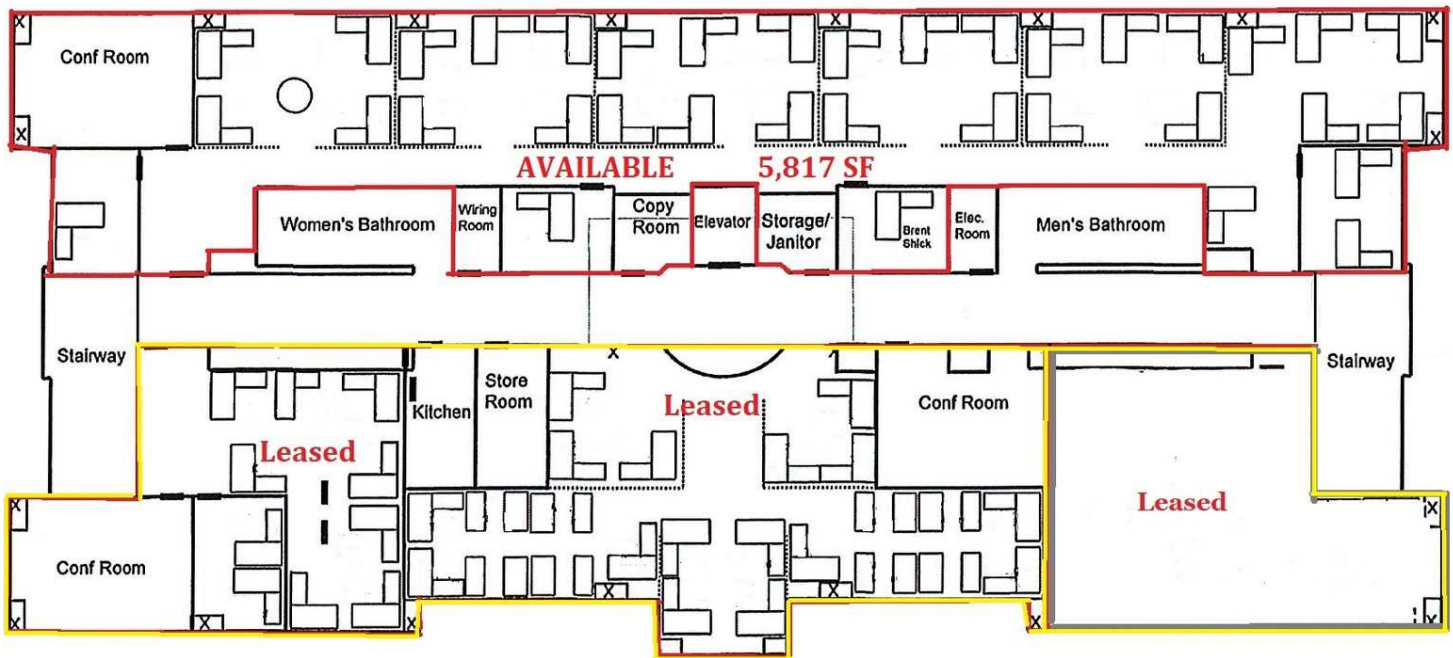 X
X
X
X
X
X
X
Conf Room
X
X
AVAILABLE 5,817 SF
Women's Bathroom
Wiring
Room
Copy
Room
Elevator
Storage/
Janitor
Brent
Shick
Elec.
Room
Men's Bathroom
Stairway
X
X
Stairway
Kitchen
Store
Room
Leased
Conf Room
Leased
Leased
X
X
Conf Room
X
X
X
X
X
X
X
X
X